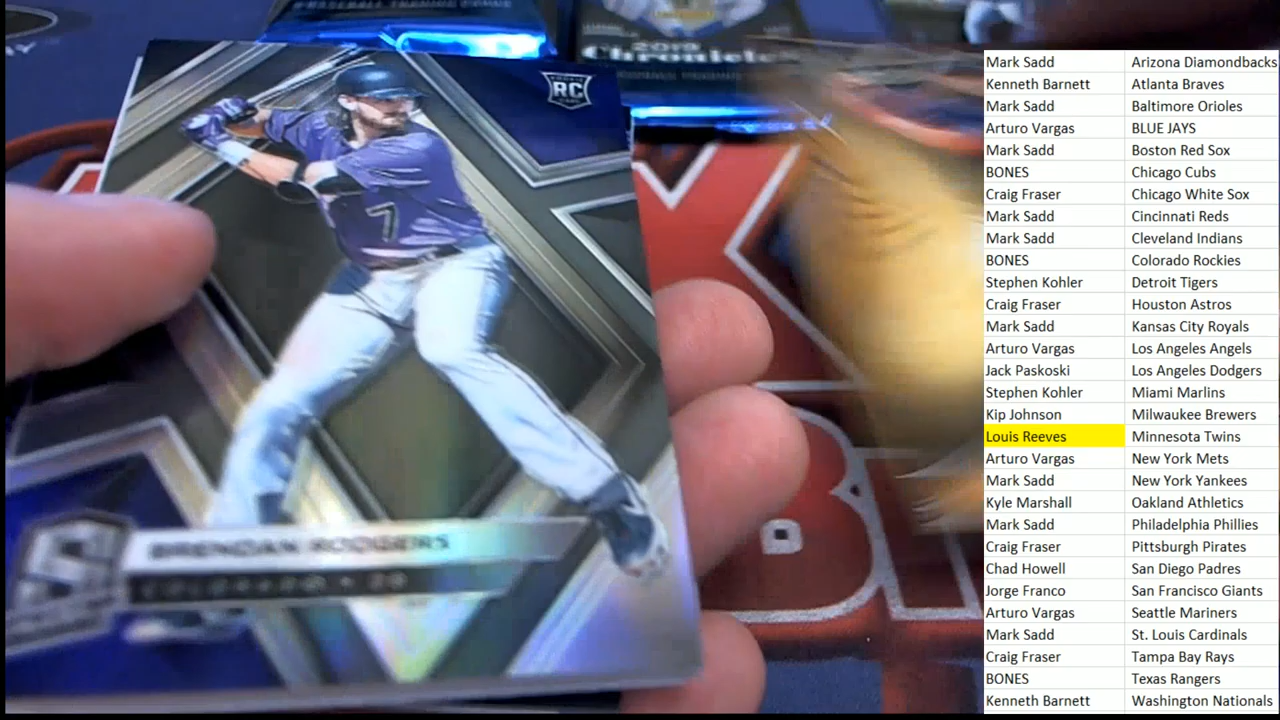 2019
Chronicles
ROOKIE
RC
CARD
7
BRENDAN RODGERS
COLORADO • 2B
Mark Sadd Arizona Diamondbacks
Kenneth Barnett Atlanta Braves
Mark Sadd Baltimore Orioles
Arturo Vargas BLUE JAYS
Mark Sadd Boston Red Sox
BONES Chicago Cubs
Craig Fraser Chicago White Sox
Mark Sadd Cincinnati Reds
Mark Sadd Cleveland Indians
BONES Colorado Rockies
Stephen Kohler Detroit Tigers
Craig Fraser Houston Astros
Mark Sadd Kansas City Royals
Arturo Vargas Los Angeles Angels
Jack Paskoski Los Angeles Dodgers
Stephen Kohler Miami Marlins
Kip Johnson Milwaukee Brewers
Louis Reeves Minnesota Twins
Arturo Vargas New York Mets
Mark Sadd New York Yankees
Kyle Marshall Oakland Athletics
Mark Sadd Philadelphia Phillies
Craig Fraser Pittsburgh Pirates
Chad Howell San Diego Padres
Jorge Franco San Francisco Giants
Arturo Vargas Seattle Mariners
Mark Sadd St. Louis Cardinals
Craig Fraser Tampa Bay Rays
BONES Texas Rangers
Kenneth Barnett Washington Nationals